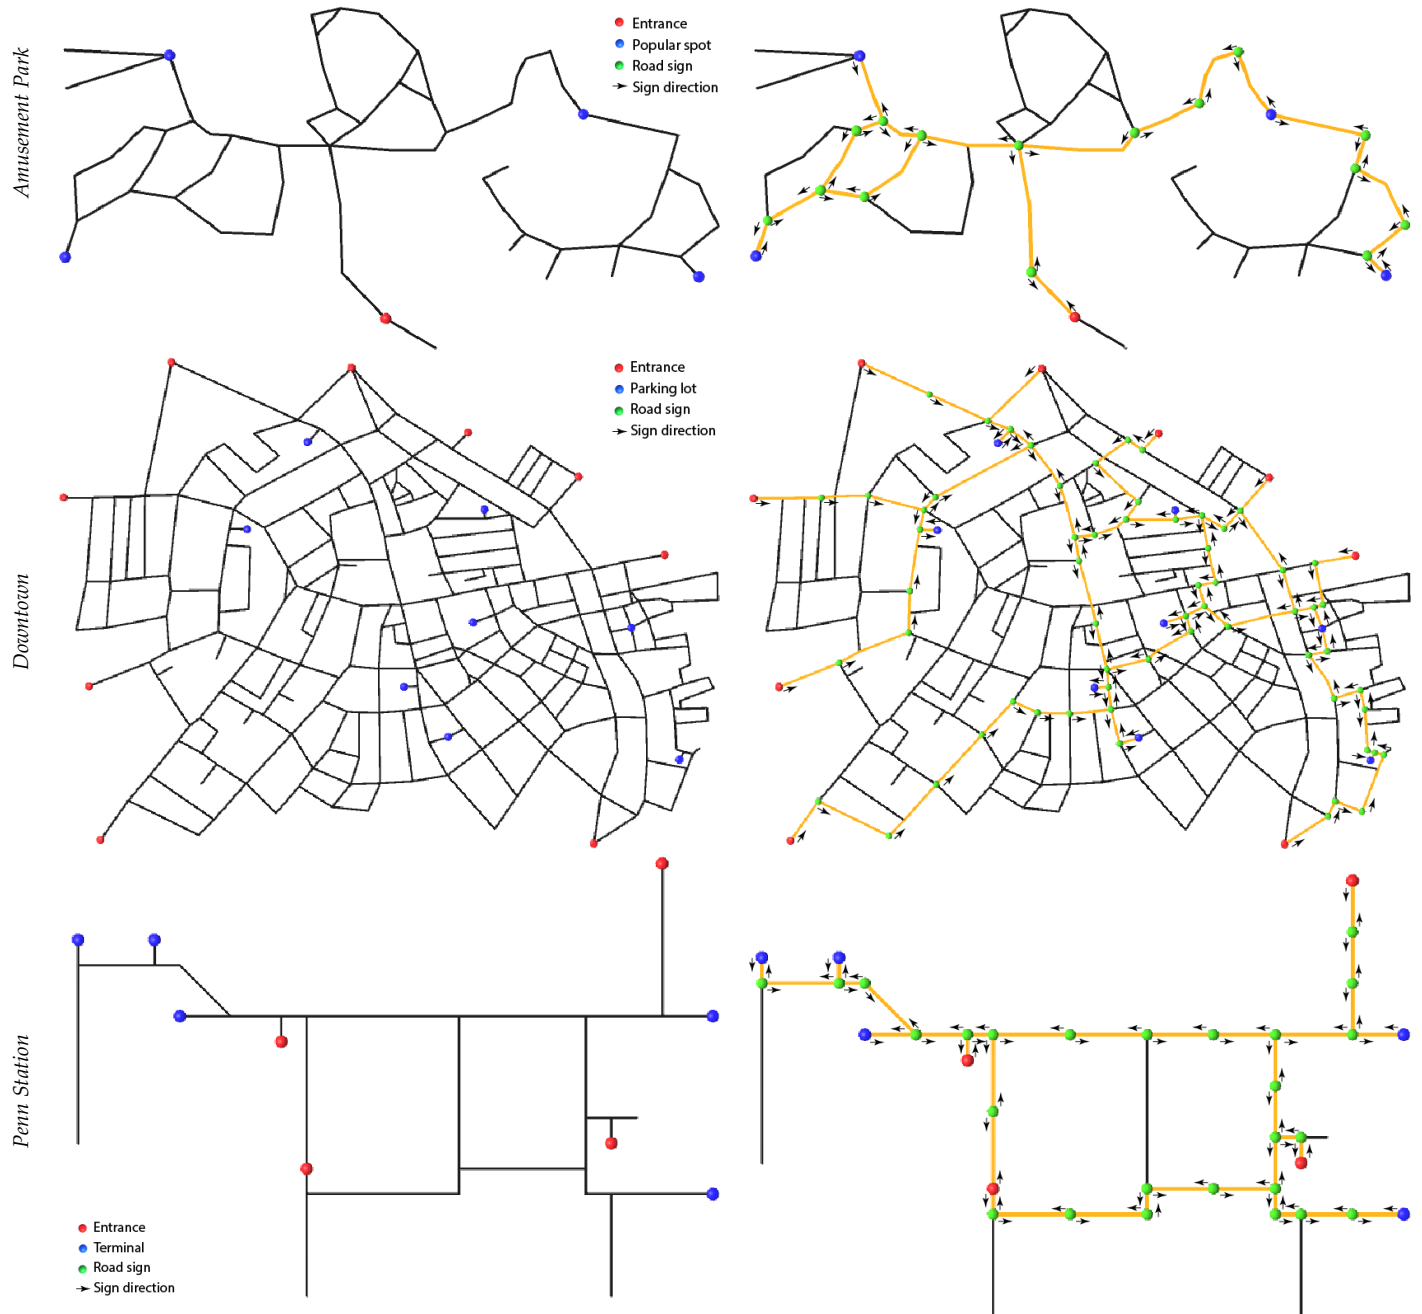 Amusement Park
Entrance
Popular spot
Road sign
Sign direction
Downtown
Entrance
Parking lot
Road sign
Sign direction
Penn Station
Entrance
Terminal
Road sign
Sign direction